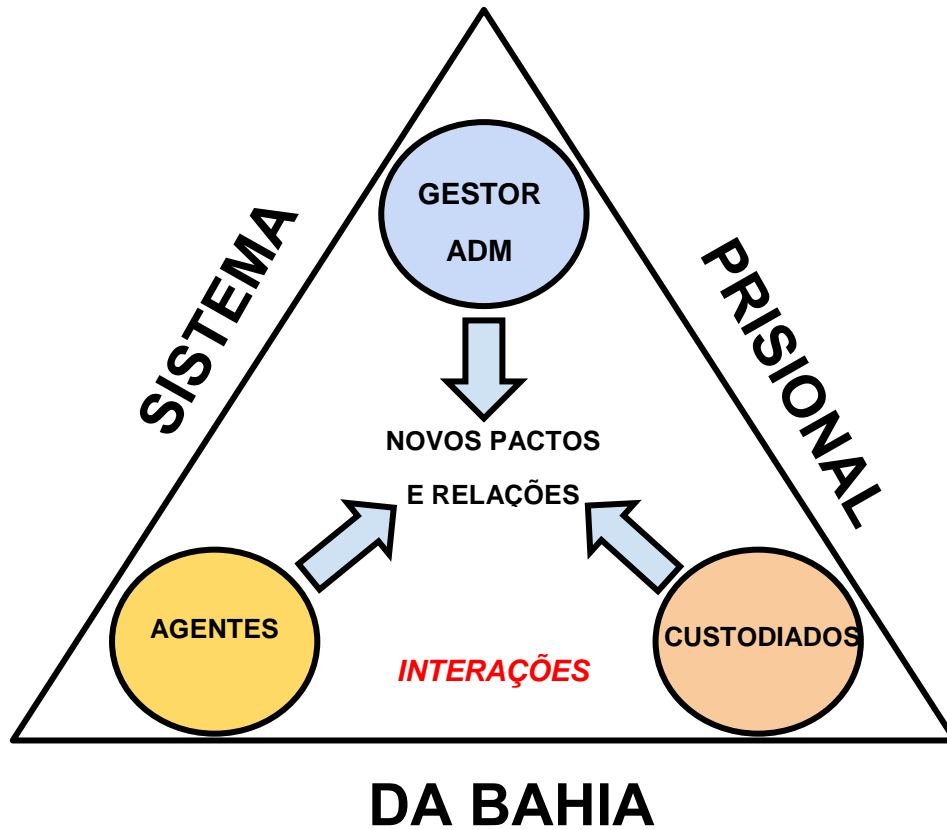 SISTEMA
PRISIONAL
GESTOR
ADM
NOVOS PACTOS
E RELAÇÕES
AGENTES
CUSTODIADOS
INTERAÇÕES
DA BAHIA